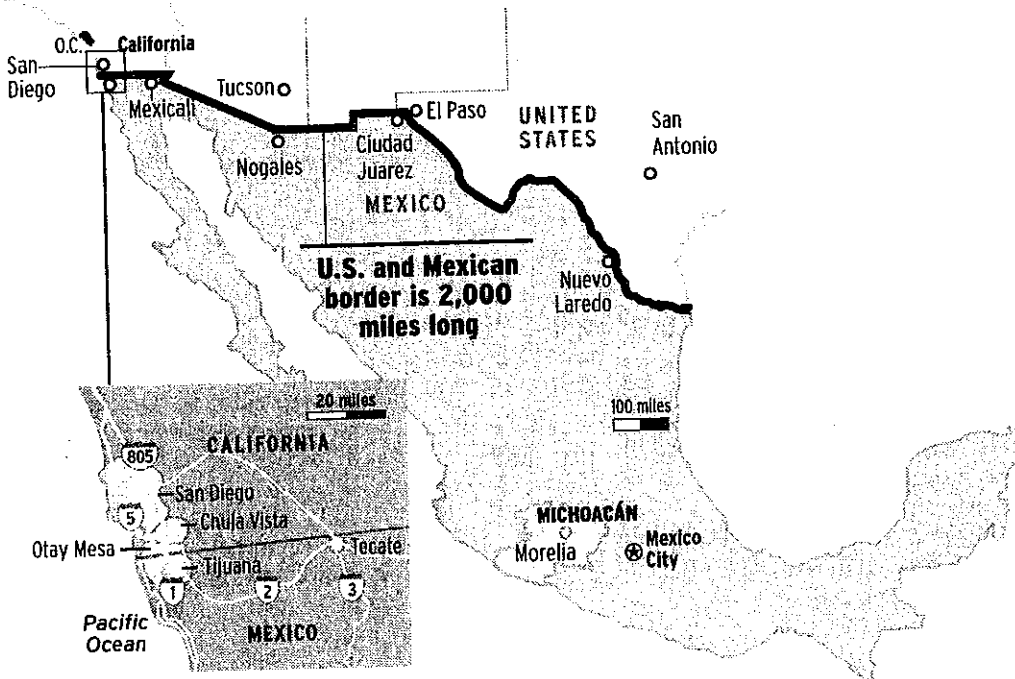 O.C.
California
San
Diego
Mexicali
Tucson
Nogales
El Paso
Ciudad
Juarez
UNITED
STATES
San
Antonio
MEXICO
U.S. and Mexican
border is 2,000
miles long
Nuevo
Laredo
20 miles
100 miles
CALIFORNIA
805
San Diego
5
Chula Vista
Otay Mesa
Tecate
Tijuana
1
2
3
Pacific
Ocean
MEXICO
MICHOACÁN
Morelia
Mexico
City